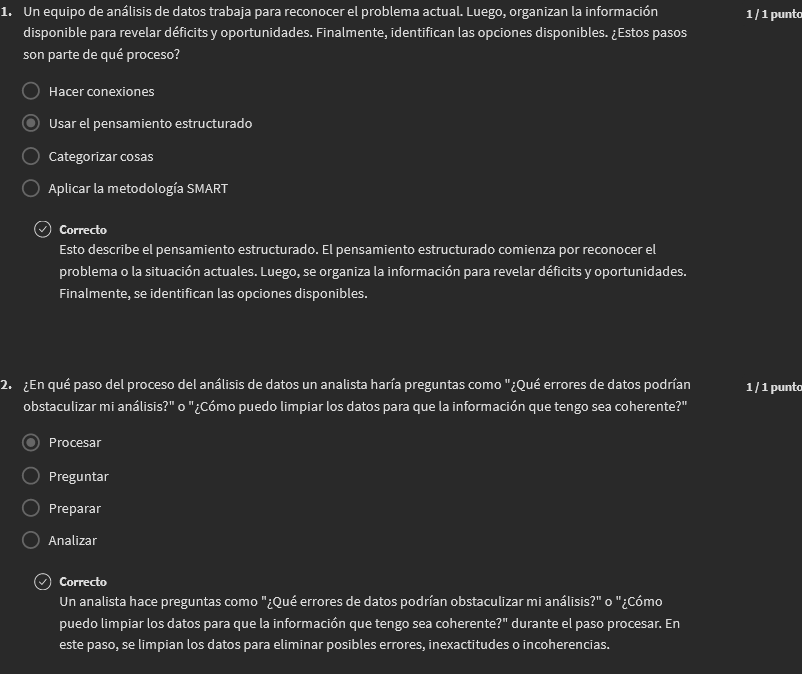 1. Un equipo de análisis de datos trabaja para reconocer el problema actual. Luego, organizan la información
1 / 1 punto
disponible para revelar déficits y oportunidades. Finalmente, identifican las opciones disponibles. ¿Estos pasos
son parte de qué proceso?
Hacer conexiones
Usar el pensamiento estructurado
Categorizar cosas
Aplicar la metodología SMART
Correcto
Esto describe el pensamiento estructurado. El pensamiento estructurado comienza por reconocer el
problema o la situación actuales. Luego, se organiza la información para revelar déficits y oportunidades.
Finalmente, se identifican las opciones disponibles.
2. ¿En qué paso del proceso del análisis de datos un analista haría preguntas como "¿Qué errores de datos podrían
1 / 1 punto
obstaculizar mi análisis?" o "¿Cómo puedo limpiar los datos para que la información que tengo sea coherente?"
Procesar
Preguntar
Preparar
Analizar
Correcto
Un analista hace preguntas como "¿Qué errores de datos podrían obstaculizar mi análisis?" o "¿Cómo
puedo limpiar los datos para que la información que tengo sea coherente?" durante el paso procesar. En
este paso, se limpian los datos para eliminar posibles errores, inexactitudes o incoherencias.